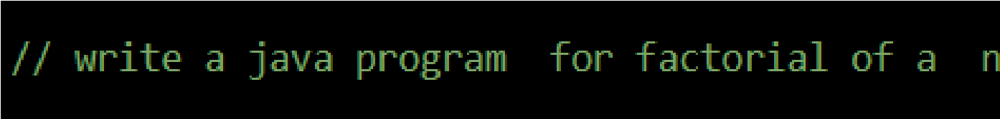 // write a java program  for factorial of a  n